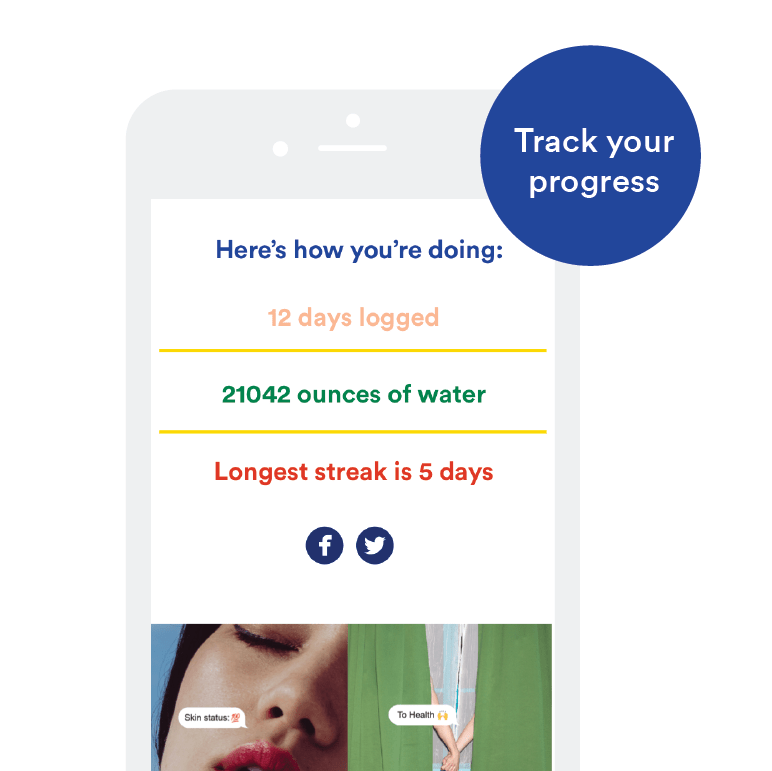 Track your
progress
Here's how you're doing:
12 days logged
21042 ounces of water
Longest streak is 5 days
Skin status: 💯
To Health 🙌